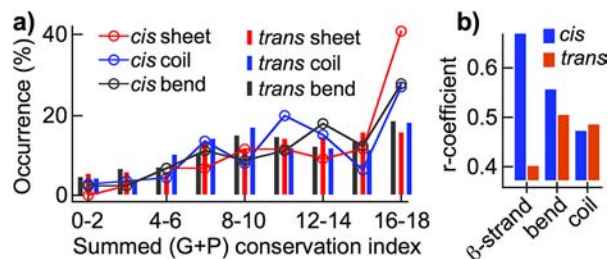 a)
40
20
0
Occurrence (%)
cis sheet
cis coil
cis bend
trans sheet
trans coil
trans bend
0-2 4-6 8-10 12-14 16-18
Summed (G+P) conservation index
b)
cis
trans
0.6
0.5
0.4
r-coefficient
β-strand
bend
coil